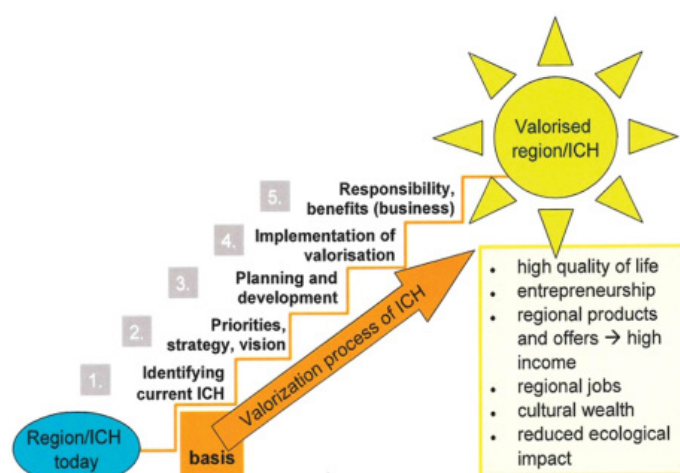 Valorised
region/ICH
5.
Responsibility,
benefits (business)
4.
Implementation of
valorisation
3.
Planning and
development
2.
Priorities,
strategy, vision
1.
Identifying
current ICH
Region/ICH
today
basis
Valorization process of ICH
• high quality of life
• entrepreneurship
• regional products
and offers → high
income
• regional jobs
• cultural wealth
• reduced ecological
impact